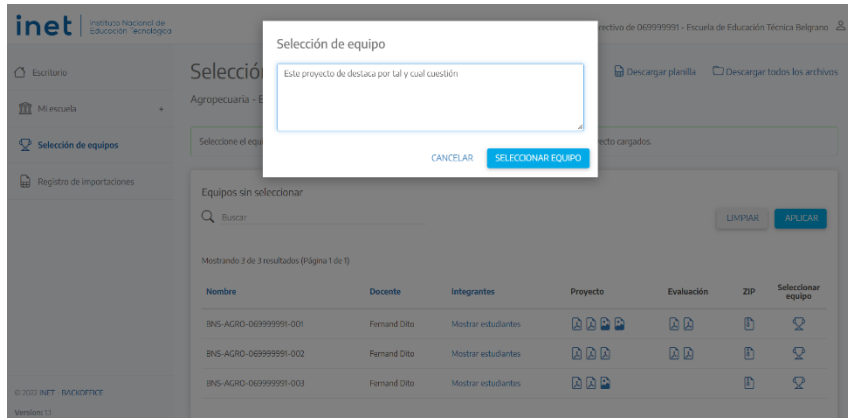 inet
Instituto Nacional de
Educación Tecnológica
rectivo de 069999991 - Escuela de Educación Técnica Belgrano
Selección de equipo
Este proyecto de destaca por tal y cual cuestión
CANCELAR
SELECCIONAR EQUIPO
Escritorio
Mi escuela +
Selección de equipos
Registro de importaciones
Selecció
Descargar planilla
Descargar todos los archivos
Agropecuaria - E
Seleccione el equi
ecto cargados.
Equipos sin seleccionar
Buscar
LIMPIAR
APLICAR
Mostrando 3 de 3 resultados (Página 1 de 1)
Nombre Docente Integrantes Proyecto Evaluación ZIP Seleccionar
equipo
BNS-AGRO-069999991-001 Fernand Dito Mostrar estudiantes
BNS-AGRO-069999991-002 Fernand Dito Mostrar estudiantes
BNS-AGRO-069999991-003 Fernand Dito Mostrar estudiantes
© 2022 INET - BACKOFFICE
Version: 1.1